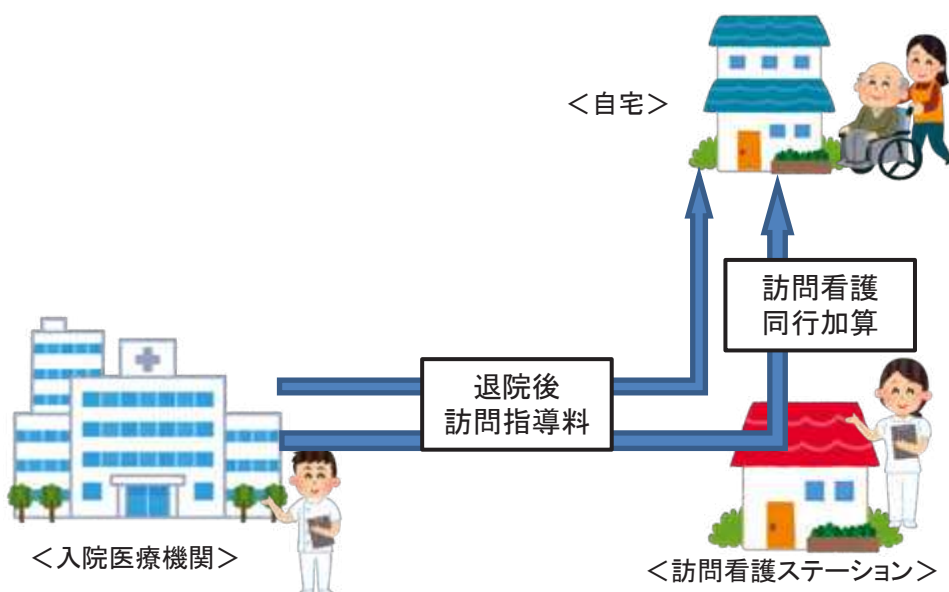 ＜自宅＞
訪問看護
同行加算
退院後
訪問指導料
＜入院医療機関＞
＜訪問看護ステーション＞